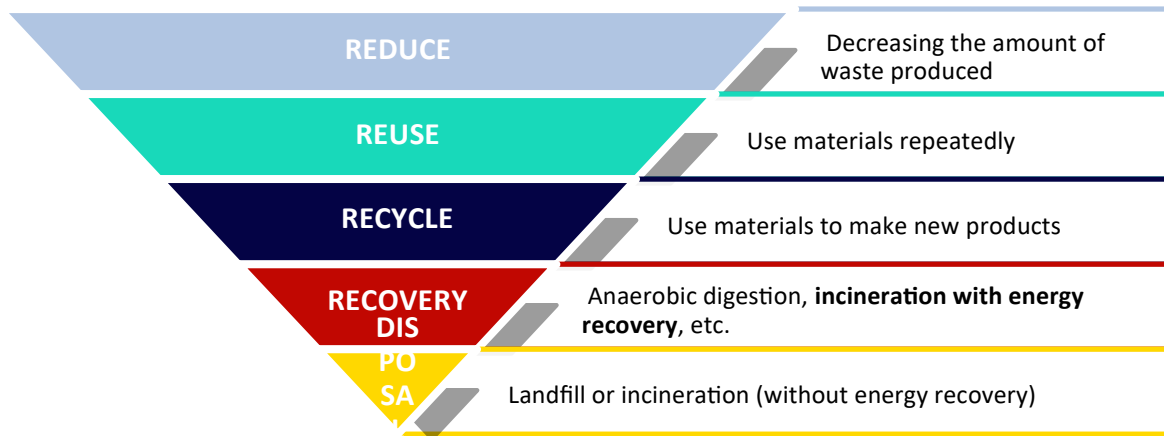 REDUCE
Decreasing the amount of
waste produced
REUSE
Use materials repeatedly
RECYCLE
Use materials to make new products
RECOVERY
Anaerobic digestion, incineration with energy
recovery, etc.
DIS
PO
SA
L
Landfill or incineration (without energy recovery)